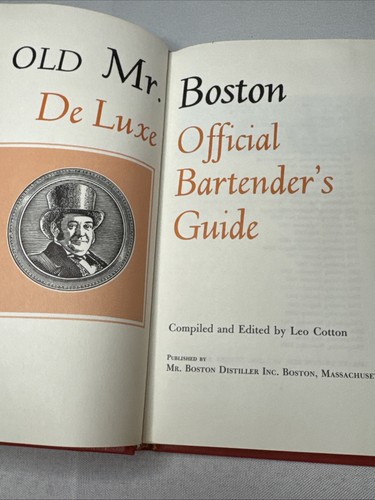 OLD Mr. Boston
De Luxe Official
Bartender's
Guide
Compiled and Edited by Leo Cotton
PUBLISHED BY
MR. BOSTON DISTILLER INC. BOSTON, MASSACHUSE